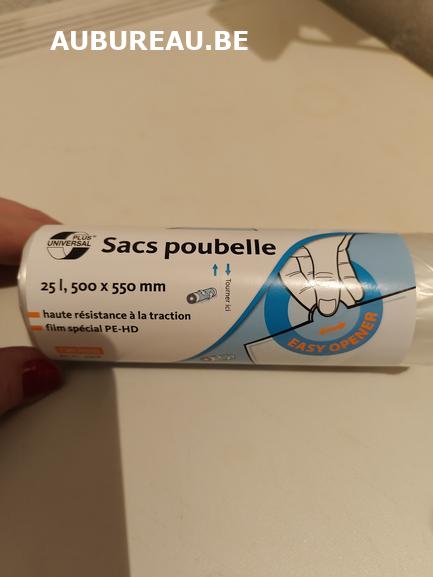 AUBUREAU.BE
PLUS
UNIVERSAL
Sacs poubelle
25 l, 500 x 550 mm
Tourner ici
haute résistance à la traction
film spécial PE-HD
EASY OPENER